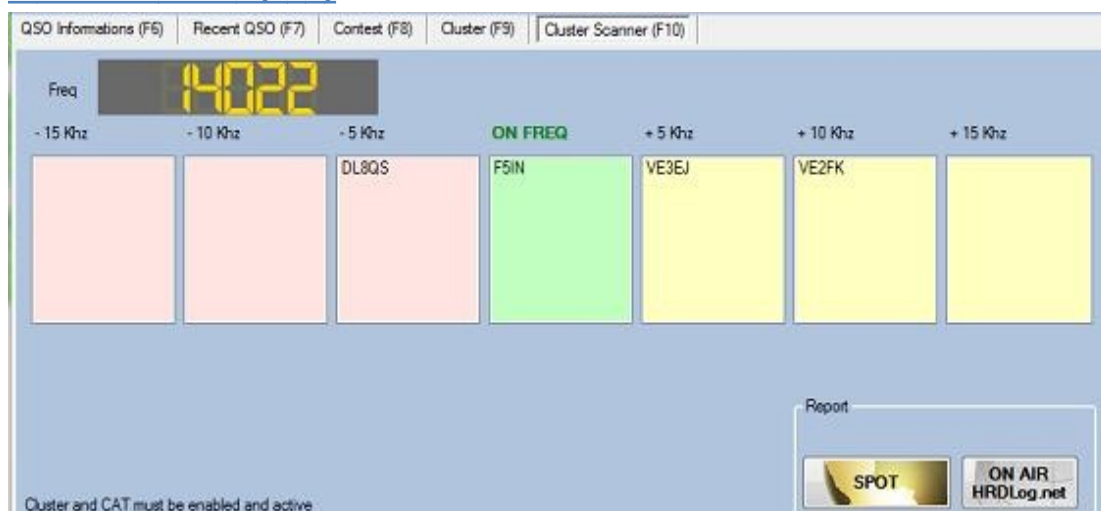 QSO Informations (F6) Recent QSO (F7) Contest (F8) Cluster (F9) Cluster Scanner (F10)
Freq 14022
- 15 Khz - 10 Khz - 5 Khz ON FREQ + 5 Khz + 10 Khz + 15 Khz
DL8QS F5IN VE3EJ VE2FK
Report
SPOT ON AIR
HRDLog.net
Cluster and CAT must be enabled and active